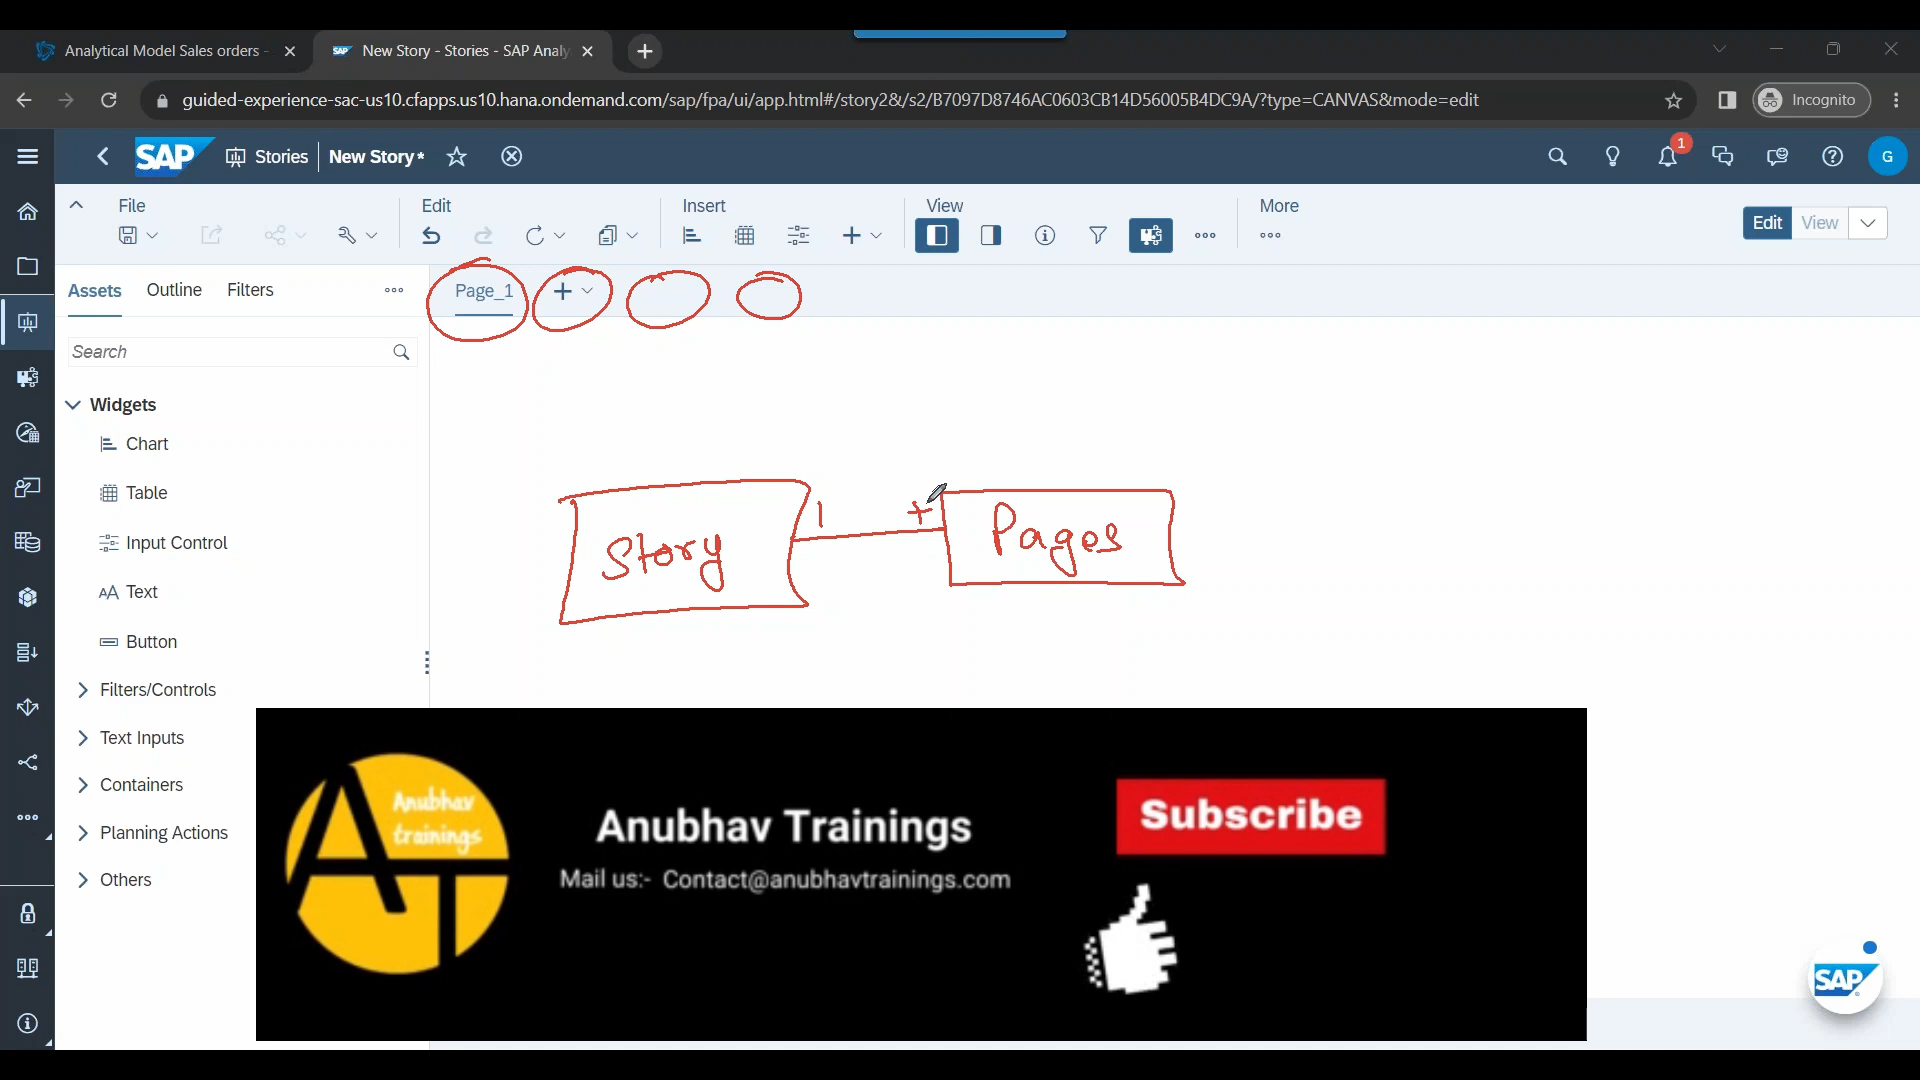 Analytical Model Sales orders -
SAP New Story - Stories - SAP Analy
guided-experience-sac-us10.cfapps.us10.hana.ondemand.com/sap/fpa/ui/app.html#/story2&/s2/B7097D8746AC0603CB14D56005B4DC9A/?type=CANVAS&mode=edit
Incognito
SAP Stories New Story*
1
G
File Edit Insert View More
Edit View
Assets Outline Filters
Page_1
Search
Widgets
Chart
Table
Input Control
AA Text
Button
Filters/Controls
Text Inputs
Containers
Planning Actions
Others
Story 1 + Pages
Anubhav trainings
AT
Anubhav Trainings
Mail us:- Contact@anubhavtrainings.com
Subscribe
SAP